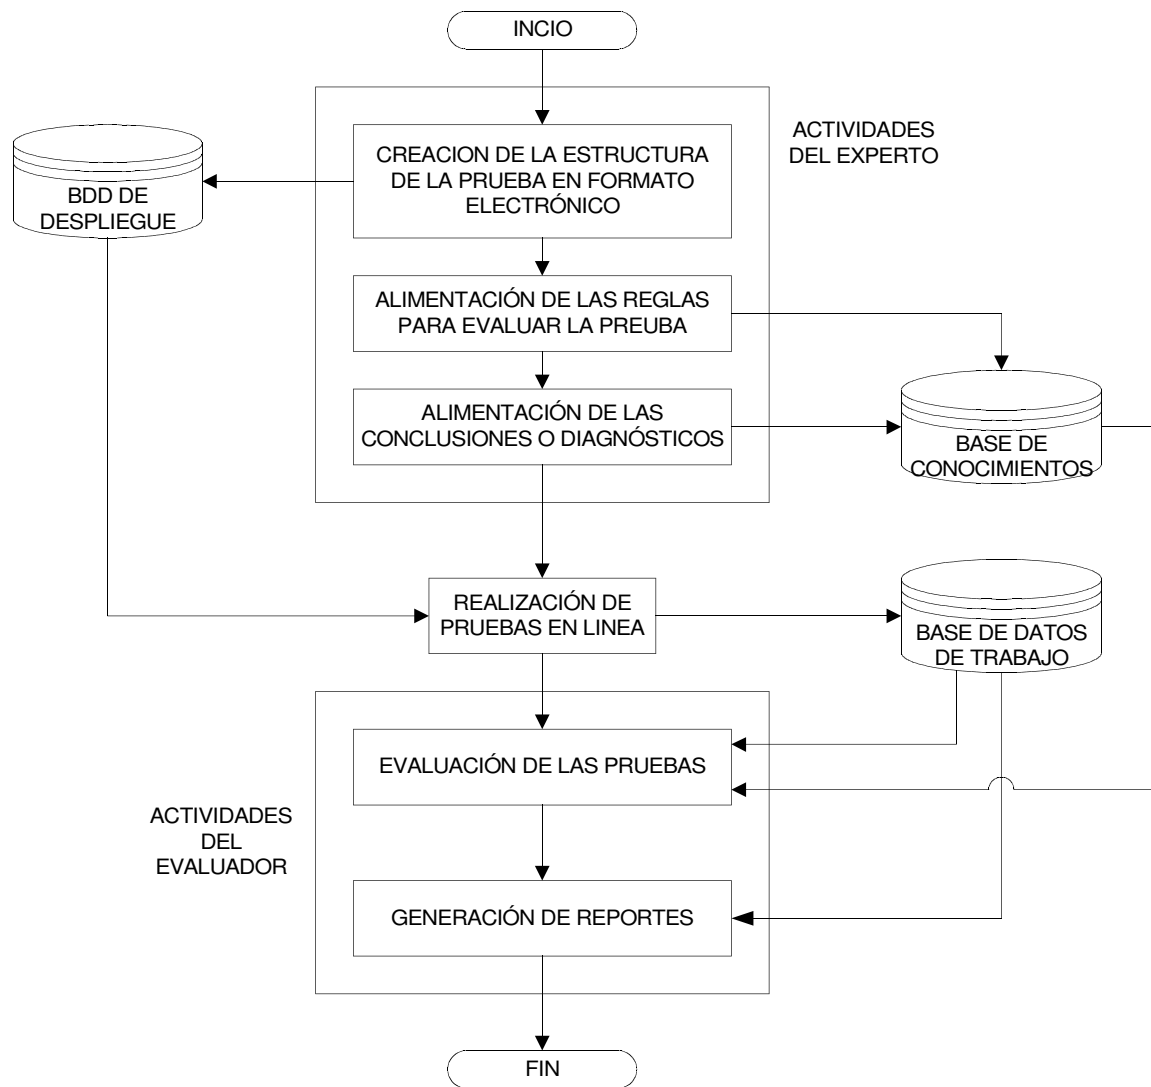 INCIO
ACTIVIDADES
DEL EXPERTO
CREACION DE LA ESTRUCTURA
DE LA PRUEBA EN FORMATO
ELECTRÓNICO
BDD DE
DESPLIEGUE
ALIMENTACIÓN DE LAS REGLAS
PARA EVALUAR LA PREUBA
ALIMENTACIÓN DE LAS
CONCLUSIONES O DIAGNÓSTICOS
BASE DE
CONOCIMIENTOS
REALIZACIÓN DE
PRUEBAS EN LINEA
BASE DE DATOS
DE TRABAJO
EVALUACIÓN DE LAS PRUEBAS
ACTIVIDADES
DEL
EVALUADOR
GENERACIÓN DE REPORTES
FIN